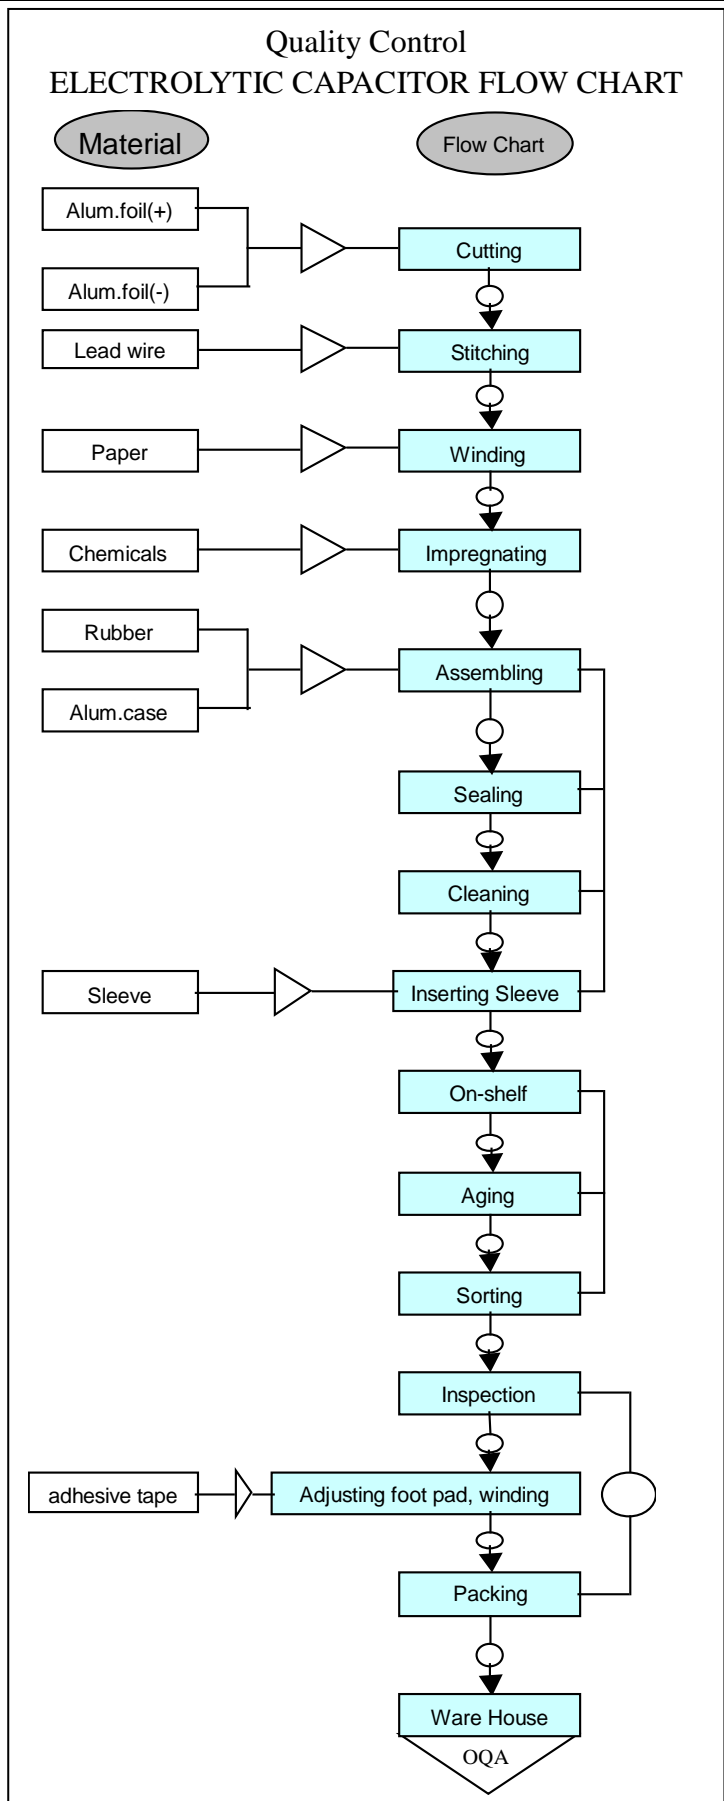 Quality Control
ELECTROLYTIC CAPACITOR FLOW CHART
Material
Flow Chart
Alum.foil(+)
Cutting
Alum.foil(-)
Lead wire
Stitching
Paper
Winding
Chemicals
Impregnating
Rubber
Assembling
Alum.case
Sealing
Cleaning
Sleeve
Inserting Sleeve
On-shelf
Aging
Sorting
Inspection
adhesive tape
Adjusting foot pad, winding
Packing
Ware House
OQA